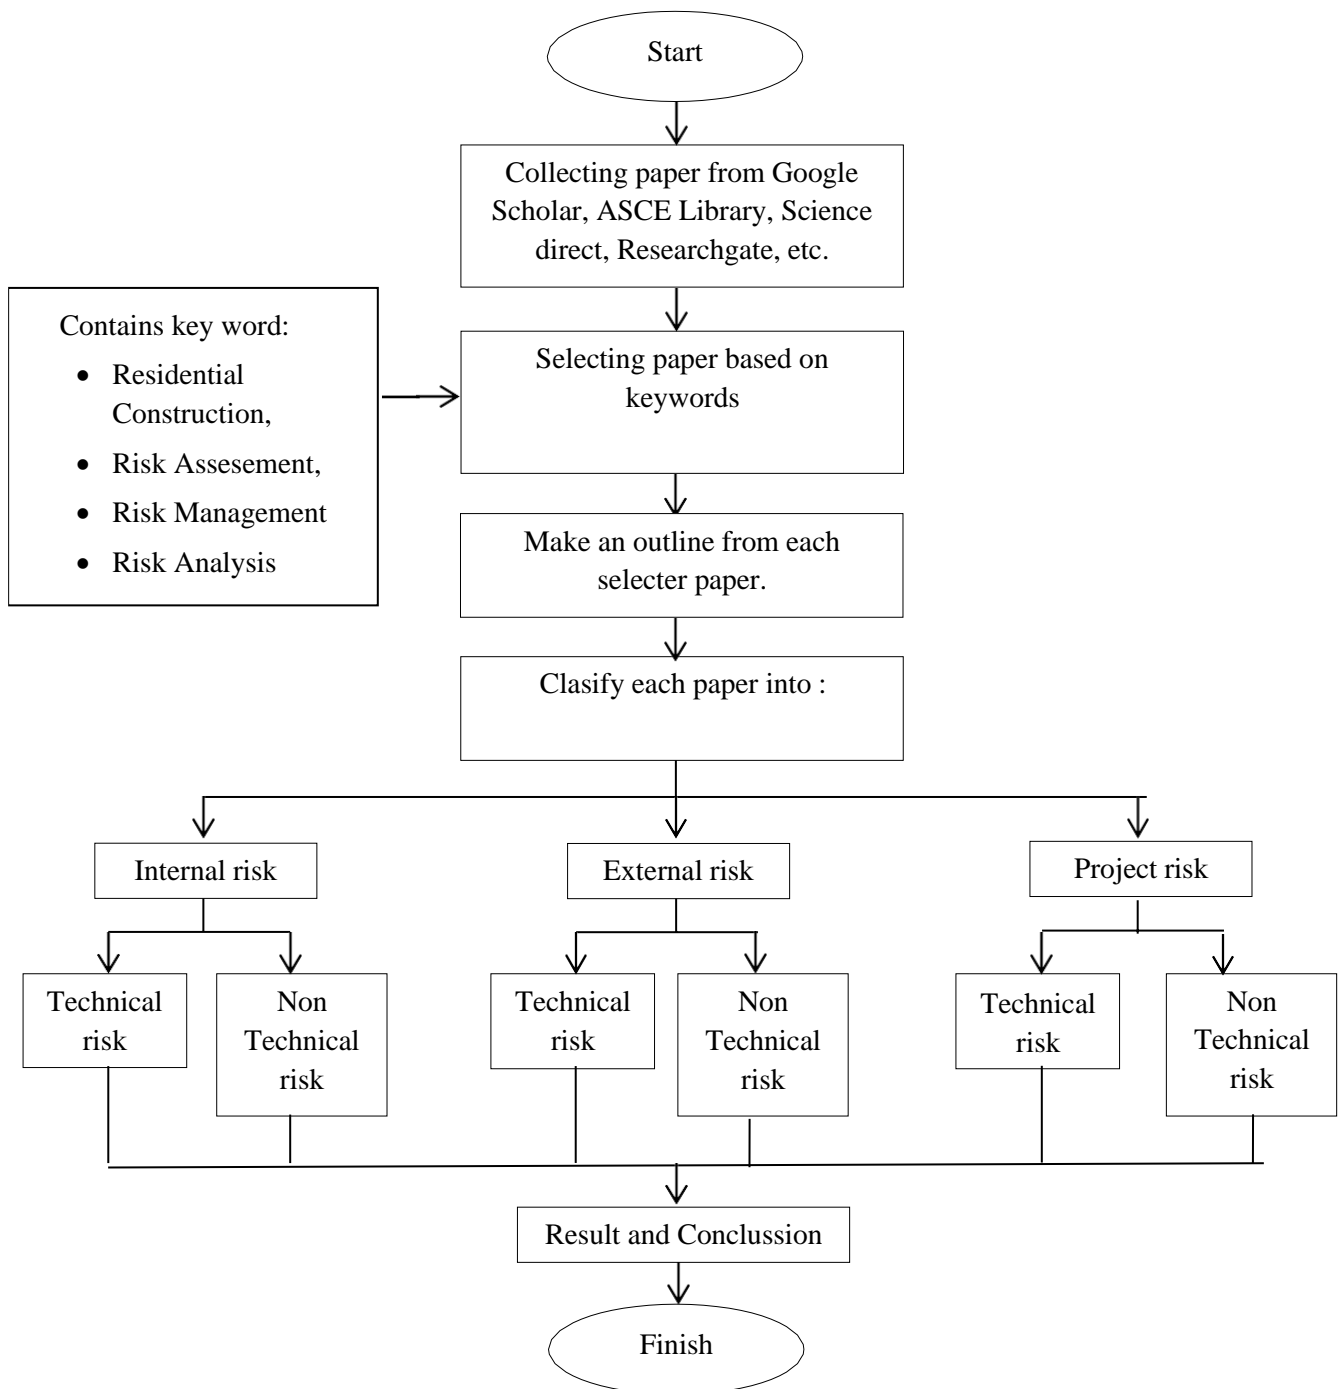 Start
Collecting paper from Google
Scholar, ASCE Library, Science
direct, Researchgate, etc.
Contains key word:
• Residential
Construction,
• Risk Assesement,
• Risk Management
• Risk Analysis
Selecting paper based on
keywords
Make an outline from each
selecter paper.
Clasify each paper into :
Internal risk
External risk
Project risk
Technical
risk
Non
Technical
risk
Technical
risk
Non
Technical
risk
Technical
risk
Non
Technical
risk
Result and Conclussion
Finish